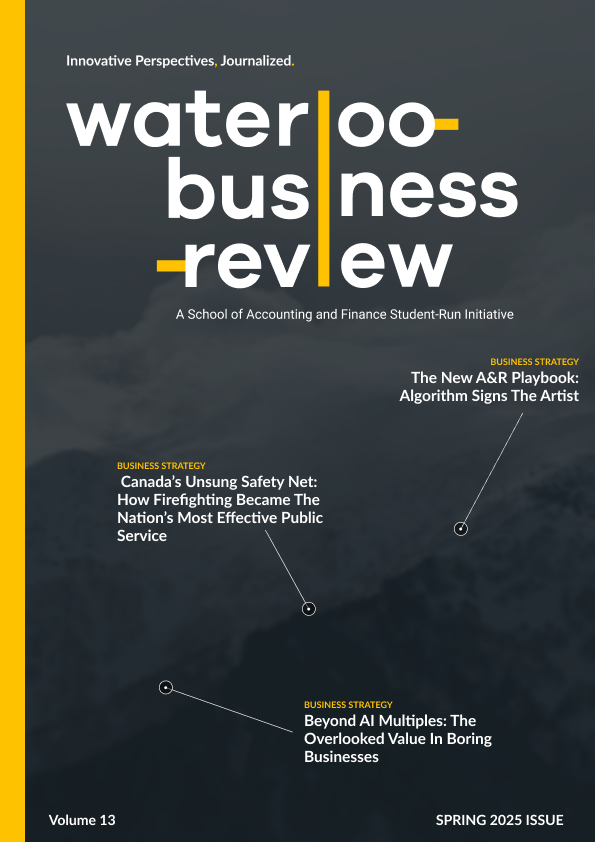 Innovative Perspectives, Journalized.
waterloo
business
review
A School of Accounting and Finance Student-Run Initiative
BUSINESS STRATEGY
The New A&R Playbook:
Algorithm Signs The Artist
BUSINESS STRATEGY
Canada's Unsung Safety Net:
How Firefighting Became The
Nation's Most Effective Public
Service
BUSINESS STRATEGY
Beyond AI Multiples: The
Overlooked Value In Boring
Businesses
Volume 13
SPRING 2025 ISSUE